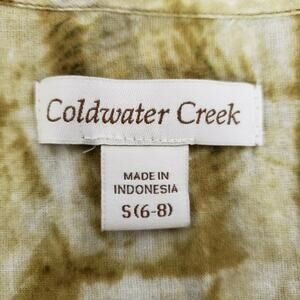 Coldwater Creek
MADE IN
INDONESIA
S(6-8)